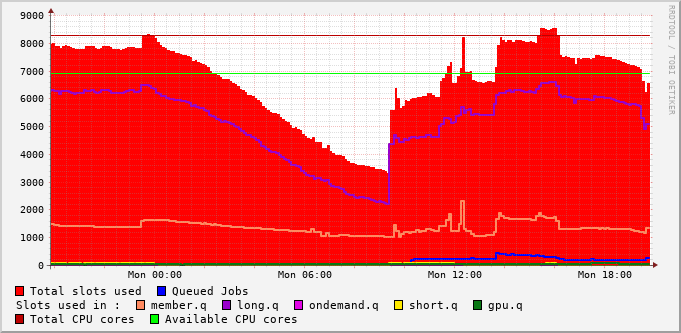 9000
8000
7000
6000
5000
4000
3000
2000
1000
0
Mon 00:00 Mon 06:00 Mon 12:00 Mon 18:00
RRDTOOL / TOBI OETIKER
Total slots used Queued Jobs
Slots used in : member.q long.q ondemand.q short.q gpu.q
Total CPU cores Available CPU cores